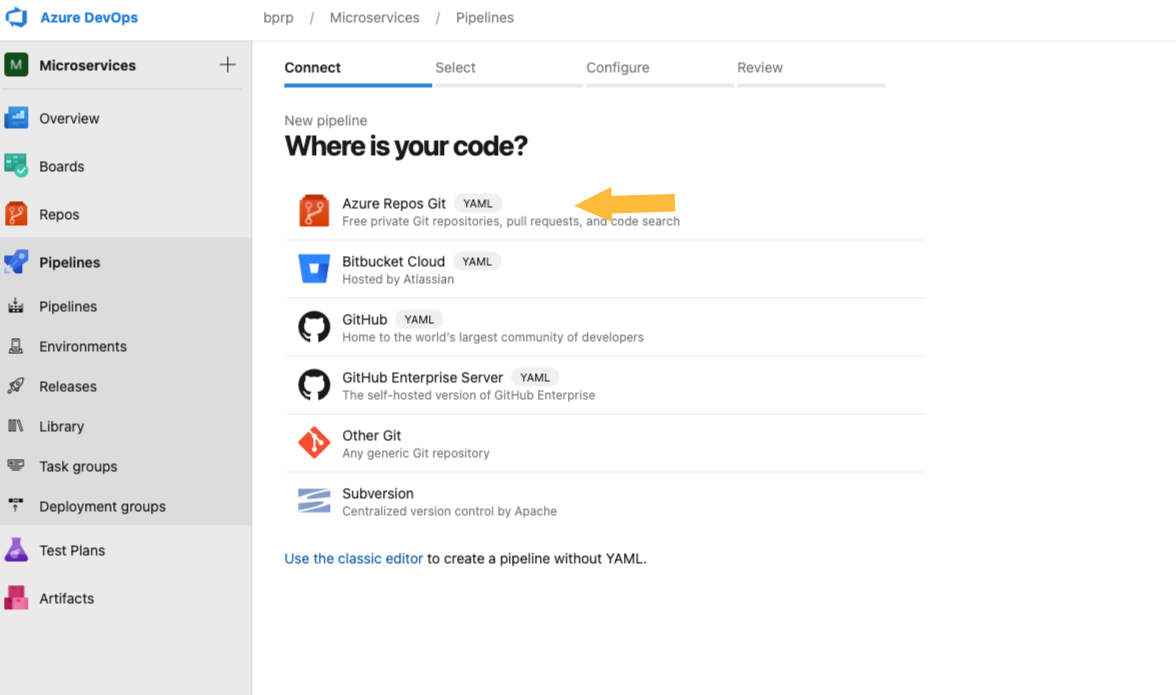 Azure DevOps
bprp / Microservices / Pipelines
M Microservices
Overview
Boards
Repos
Pipelines
Pipelines
Environments
Releases
Library
Task groups
Deployment groups
Test Plans
Artifacts
Connect Select Configure Review
New pipeline
Where is your code?
Azure Repos Git YAML
Free private Git repositories, pull requests, and code search
Bitbucket Cloud YAML
Hosted by Atlassian
GitHub YAML
Home to the world's largest community of developers
GitHub Enterprise Server YAML
The self-hosted version of GitHub Enterprise
Other Git
Any generic Git repository
Subversion
Centralized version control by Apache
Use the classic editor to create a pipeline without YAML.